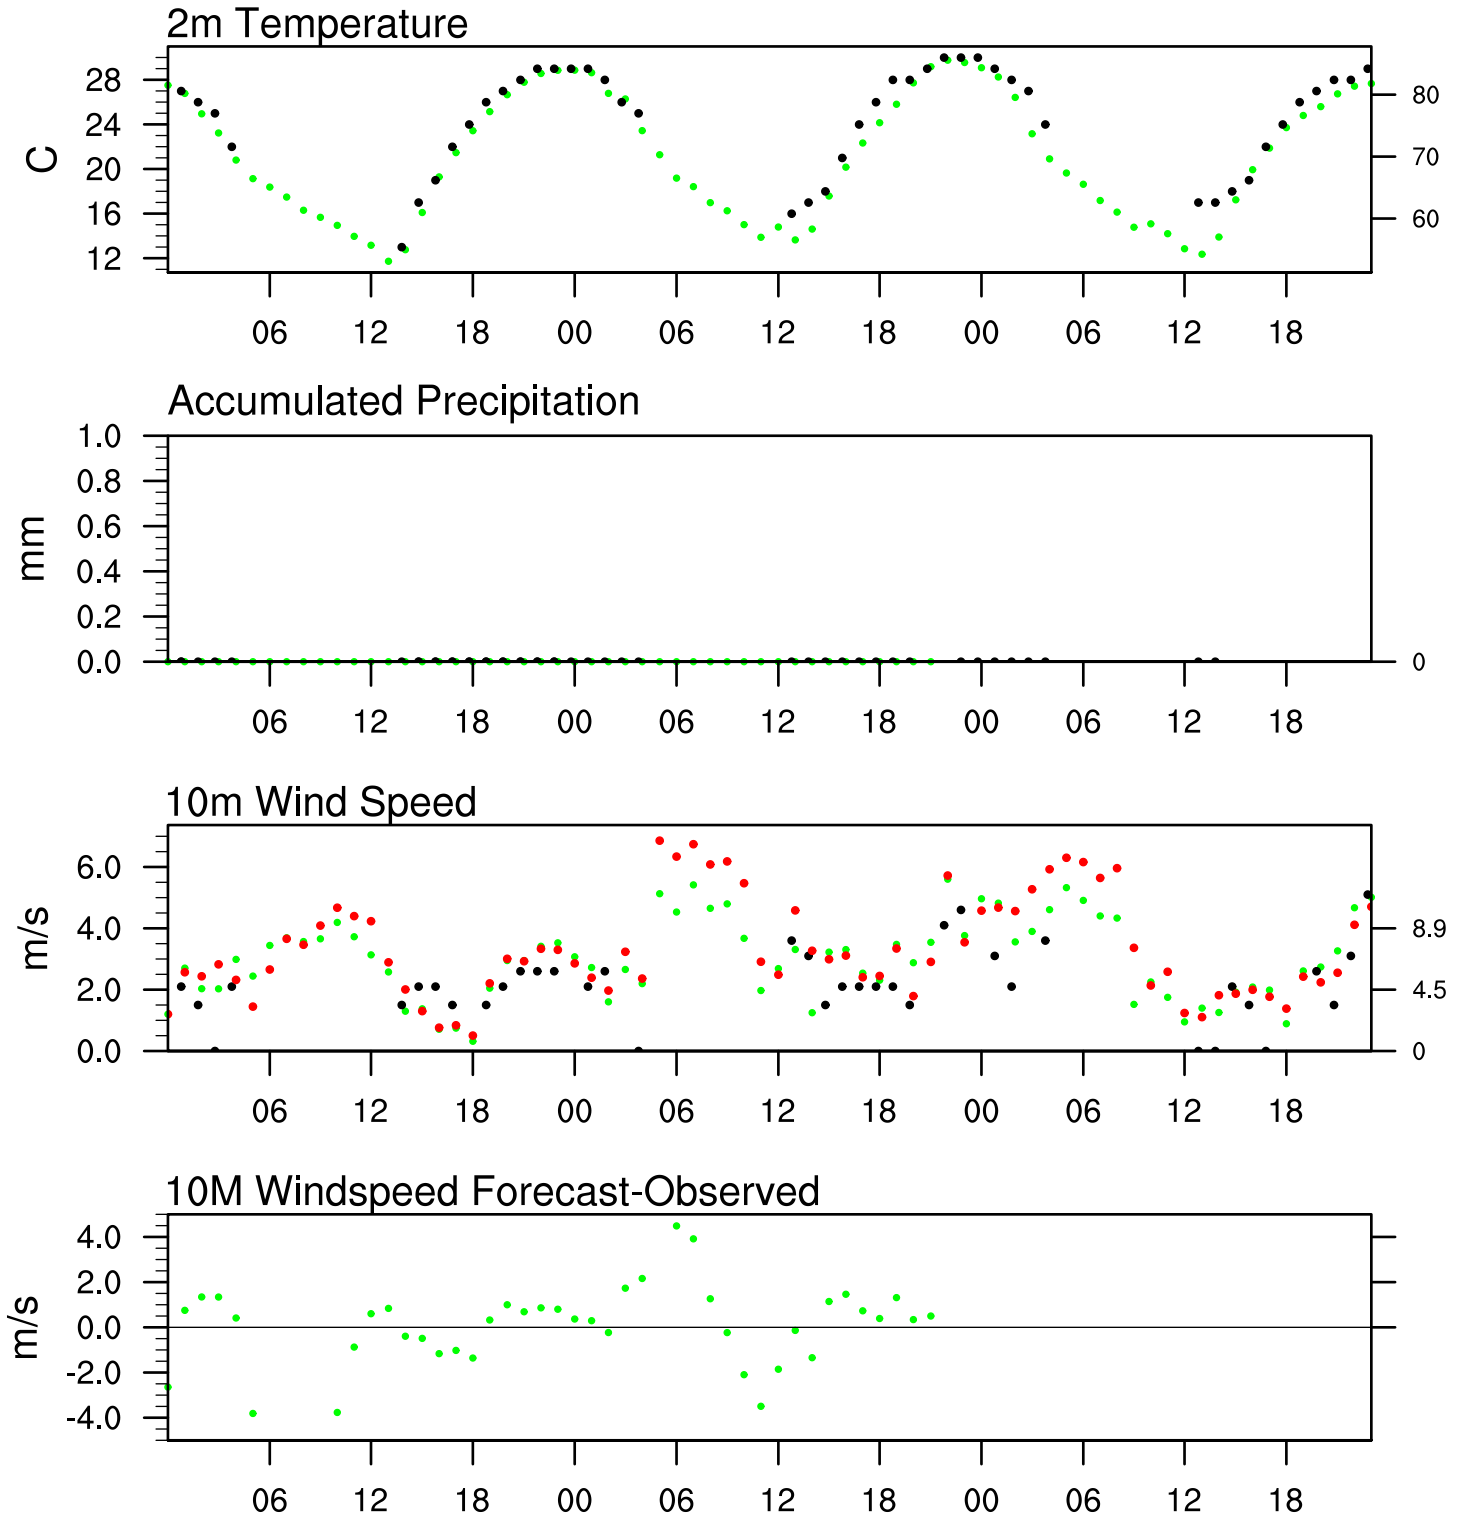 2m Temperature
28
24
20
16
12
C
80
70
60
06 12 18 00 06 12 18 00 06 12 18
Accumulated Precipitation
1.0
0.8
0.6
0.4
0.2
0.0
mm
0
06 12 18 00 06 12 18 00 06 12 18
10m Wind Speed
6.0
4.0
2.0
0.0
m/s
8.9
4.5
0
06 12 18 00 06 12 18 00 06 12 18
10M Windspeed Forecast-Observed
4.0
2.0
0.0
-2.0
-4.0
m/s
06 12 18 00 06 12 18 00 06 12 18